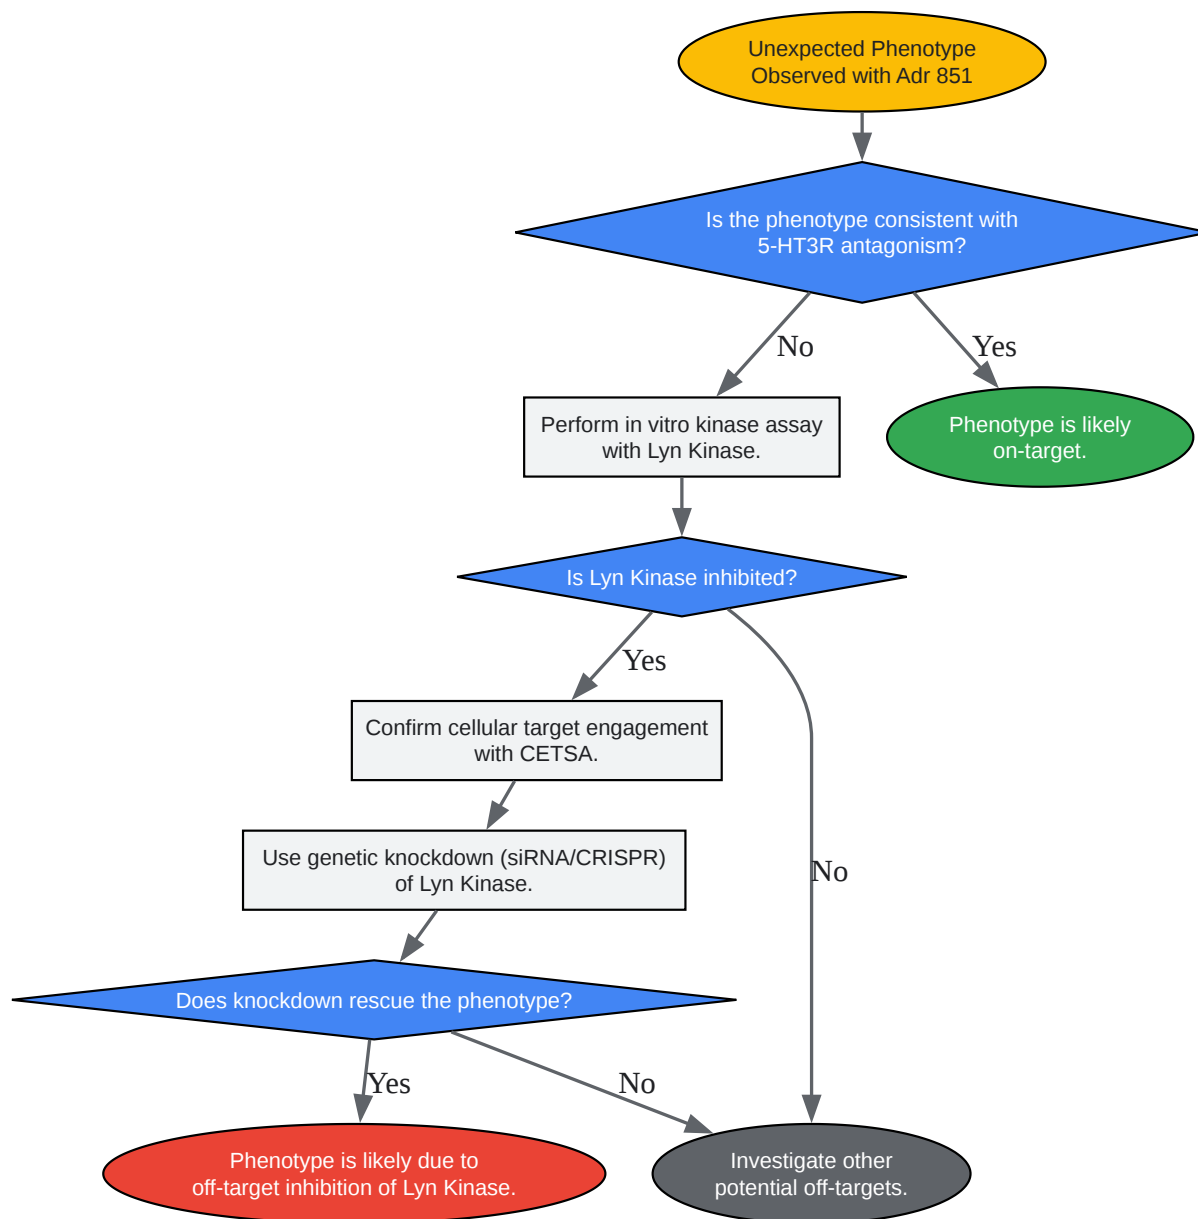 Unexpected Phenotype
Observed with Adr 851
Is the phenotype consistent with
5-HT3R antagonism?
No
Yes
Perform in vitro kinase assay
with Lyn Kinase.
Phenotype is likely
on-target.
Is Lyn Kinase inhibited?
Yes
Confirm cellular target engagement
with CETSA.
Use genetic knockdown (siRNA/CRISPR)
of Lyn Kinase.
No
Does knockdown rescue the phenotype?
Yes
No
Phenotype is likely due to
off-target inhibition of Lyn Kinase.
Investigate other
potential off-targets.